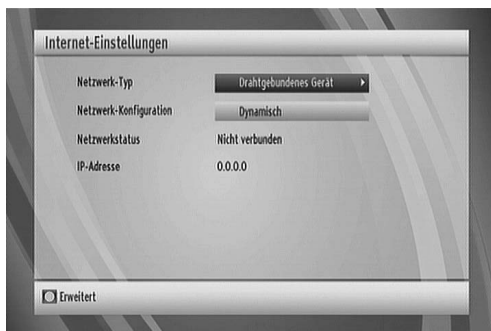 Internet-Einstellungen
Netzwerk-Typ Drahtgebundenes Gerät
Netzwerk-Konfiguration Dynamisch
Netzwerkstatus Nicht verbunden
IP-Adresse 0.0.0.0
Erweitert